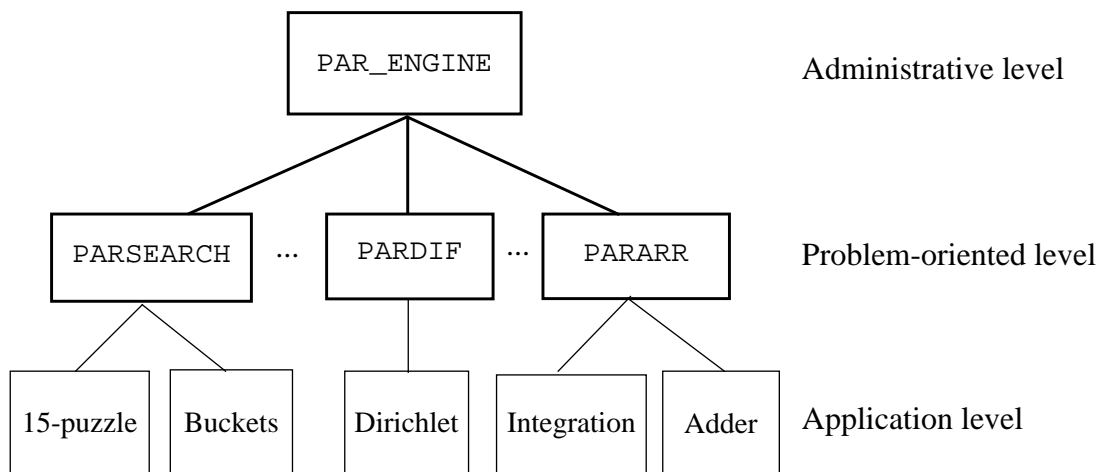 PAR_ENGINE
Administrative level
PARSEARCH
...
PARDIF
...
PARARR
Problem-oriented level
15-puzzle
Buckets
Dirichlet
Integration
Adder
Application level